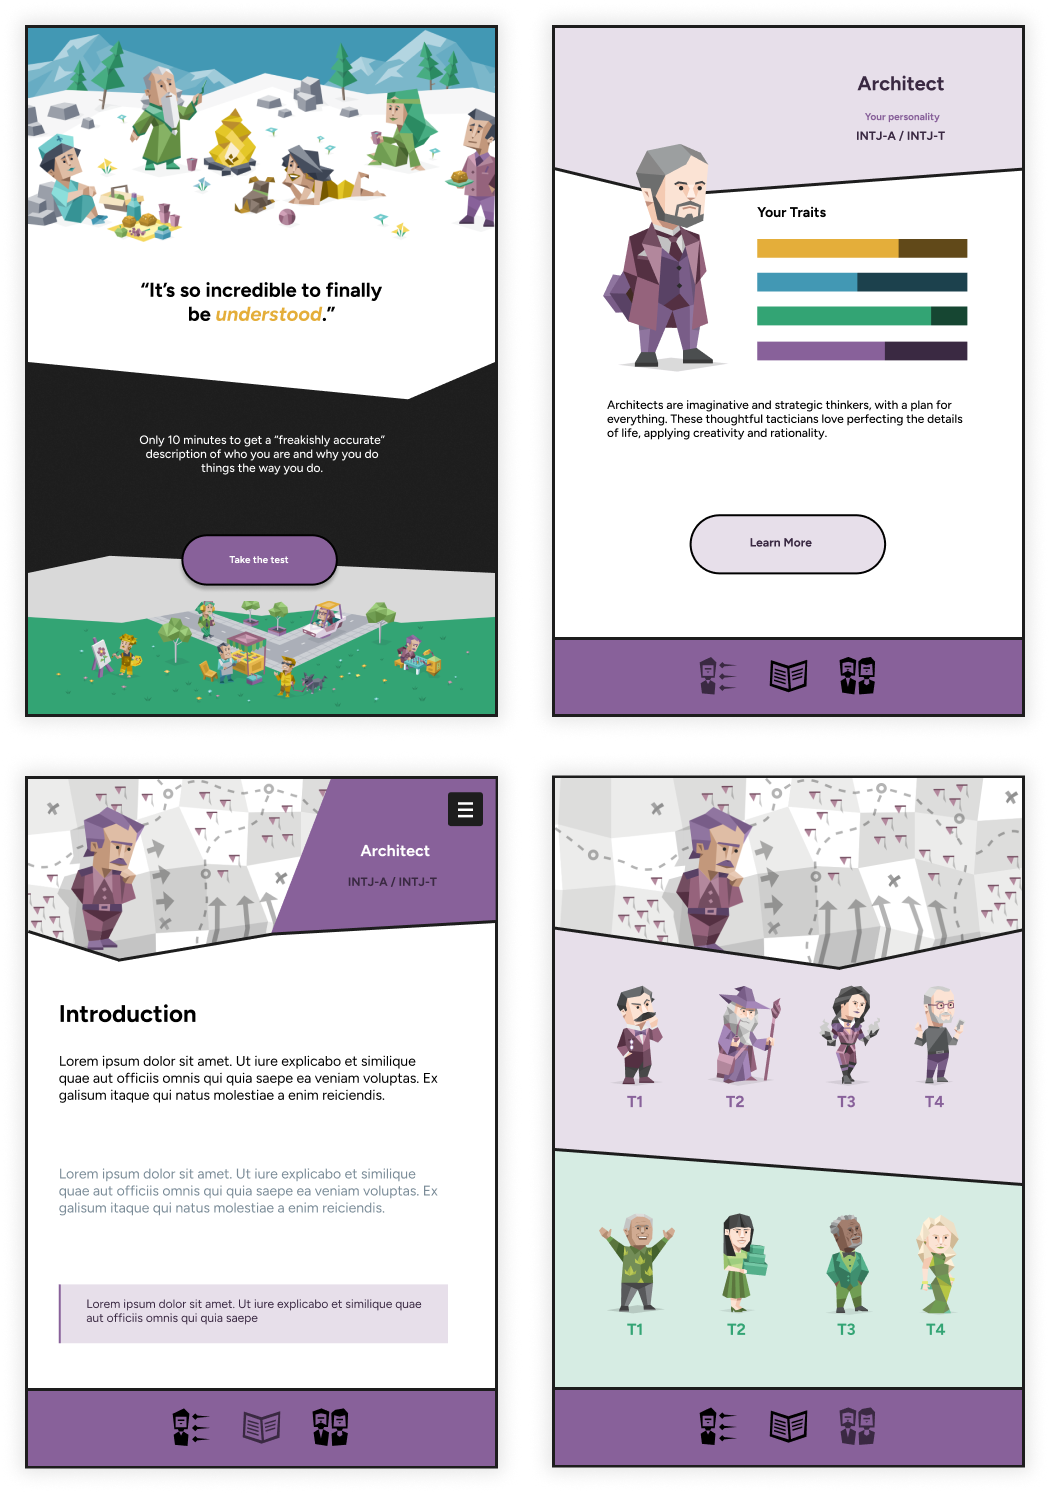 “It’s so incredible to finally
be understood.”
Only 10 minutes to get a “freakishly accurate”
description of who you are and why you do
things the way you do.
Take the test
Architect
Your personality
INTJ-A / INTJ-T
Your Traits
Architects are imaginative and strategic thinkers, with a plan for
everything. These thoughtful tacticians love perfecting the details
of life, applying creativity and rationality.
Learn More
Architect
INTJ-A / INTJ-T
Introduction
Lorem ipsum dolor sit amet. Ut iure explicabo et similique
quae aut officiis omnis qui quia saepe ea veniam voluptas. Ex
galisum itaque qui natus molestiae a enim reiciendis.
Lorem ipsum dolor sit amet. Ut iure explicabo et similique
quae aut officiis omnis qui quia saepe ea veniam voluptas. Ex
galisum itaque qui natus molestiae a enim reiciendis.
Lorem ipsum dolor sit amet. Ut iure explicabo et similique quae
aut officiis omnis qui quia saepe
T1 T2 T3 T4
T1 T2 T3 T4